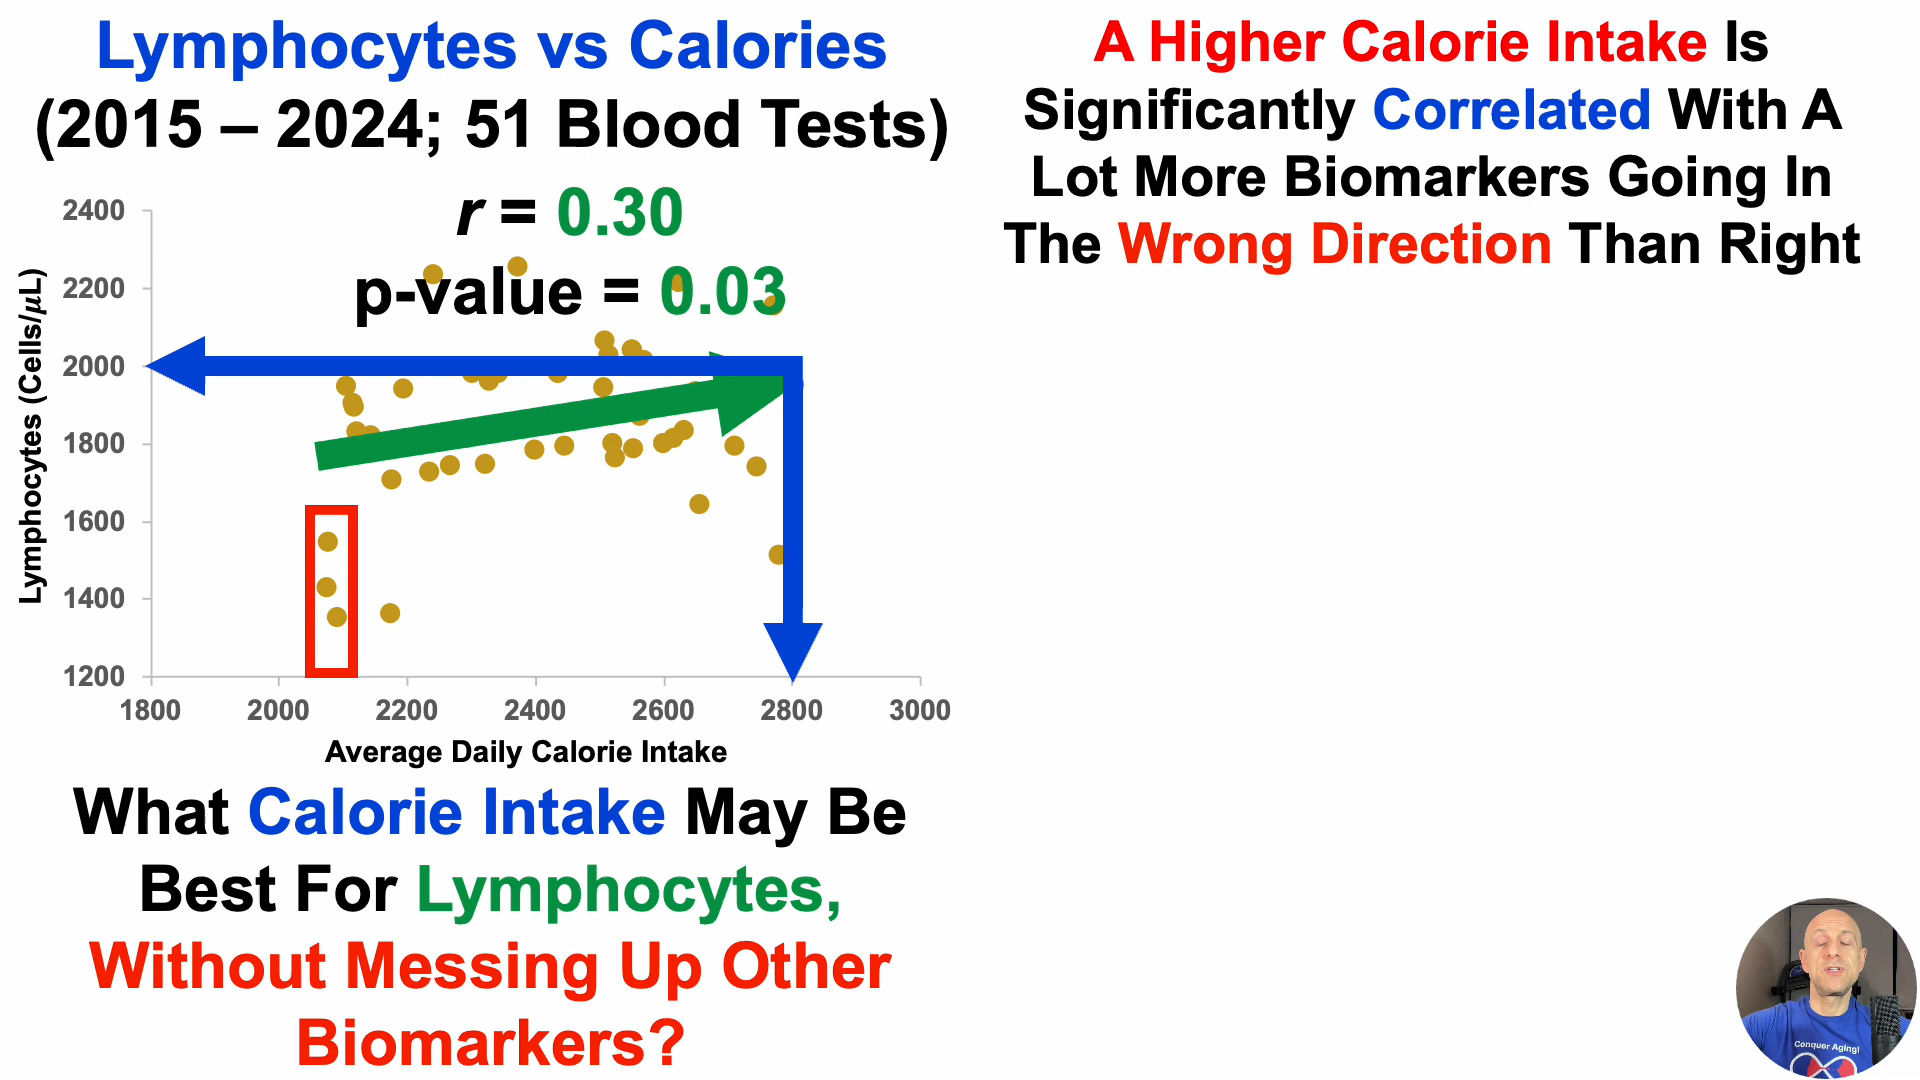 Lymphocytes vs Calories
(2015 – 2024; 51 Blood Tests)
r = 0.30
p-value = 0.03
2400
2200
2000
1800
1600
1400
1200
Lymphocytes (Cells/μL)
1800 2000 2200 2400 2600 2800 3000
Average Daily Calorie Intake
What Calorie Intake May Be
Best For Lymphocytes,
Without Messing Up Other
Biomarkers?
A Higher Calorie Intake Is
Significantly Correlated With A
Lot More Biomarkers Going In
The Wrong Direction Than Right
Conquer Aging!